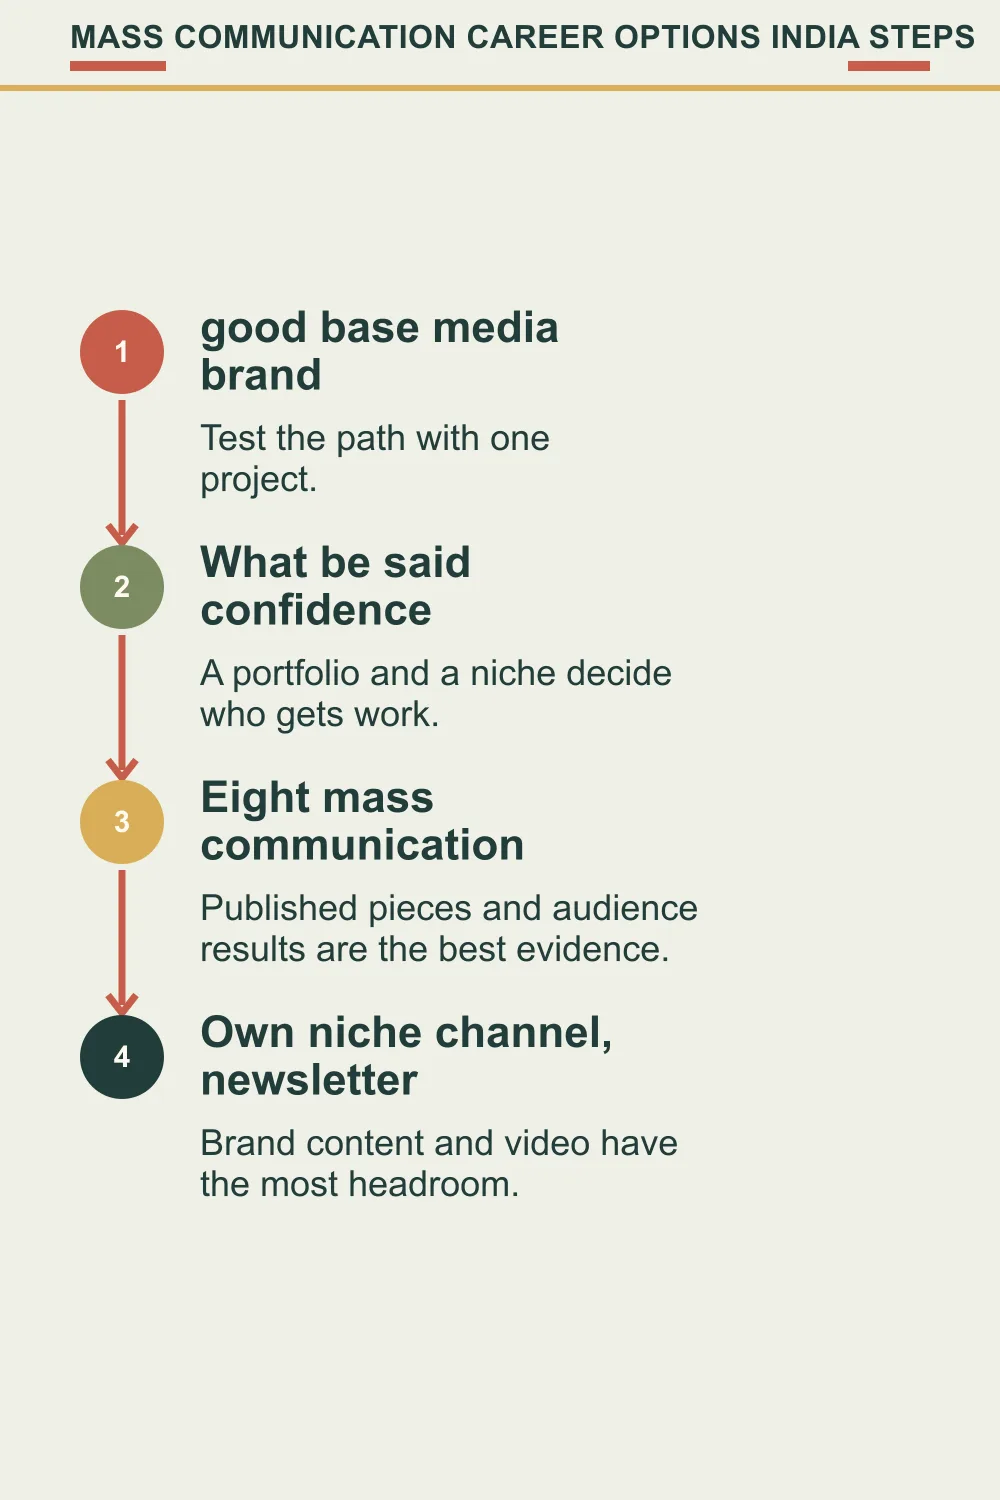 MASS COMMUNICATION CAREER OPTIONS INDIA STEPS
1
good base media
brand
Test the path with one
project.
2
What be said
confidence
A portfolio and a niche decide
who gets work.
3
Eight mass
communication
Published pieces and audience
results are the best evidence.
4
Own niche channel,
newsletter
Brand content and video have
the most headroom.